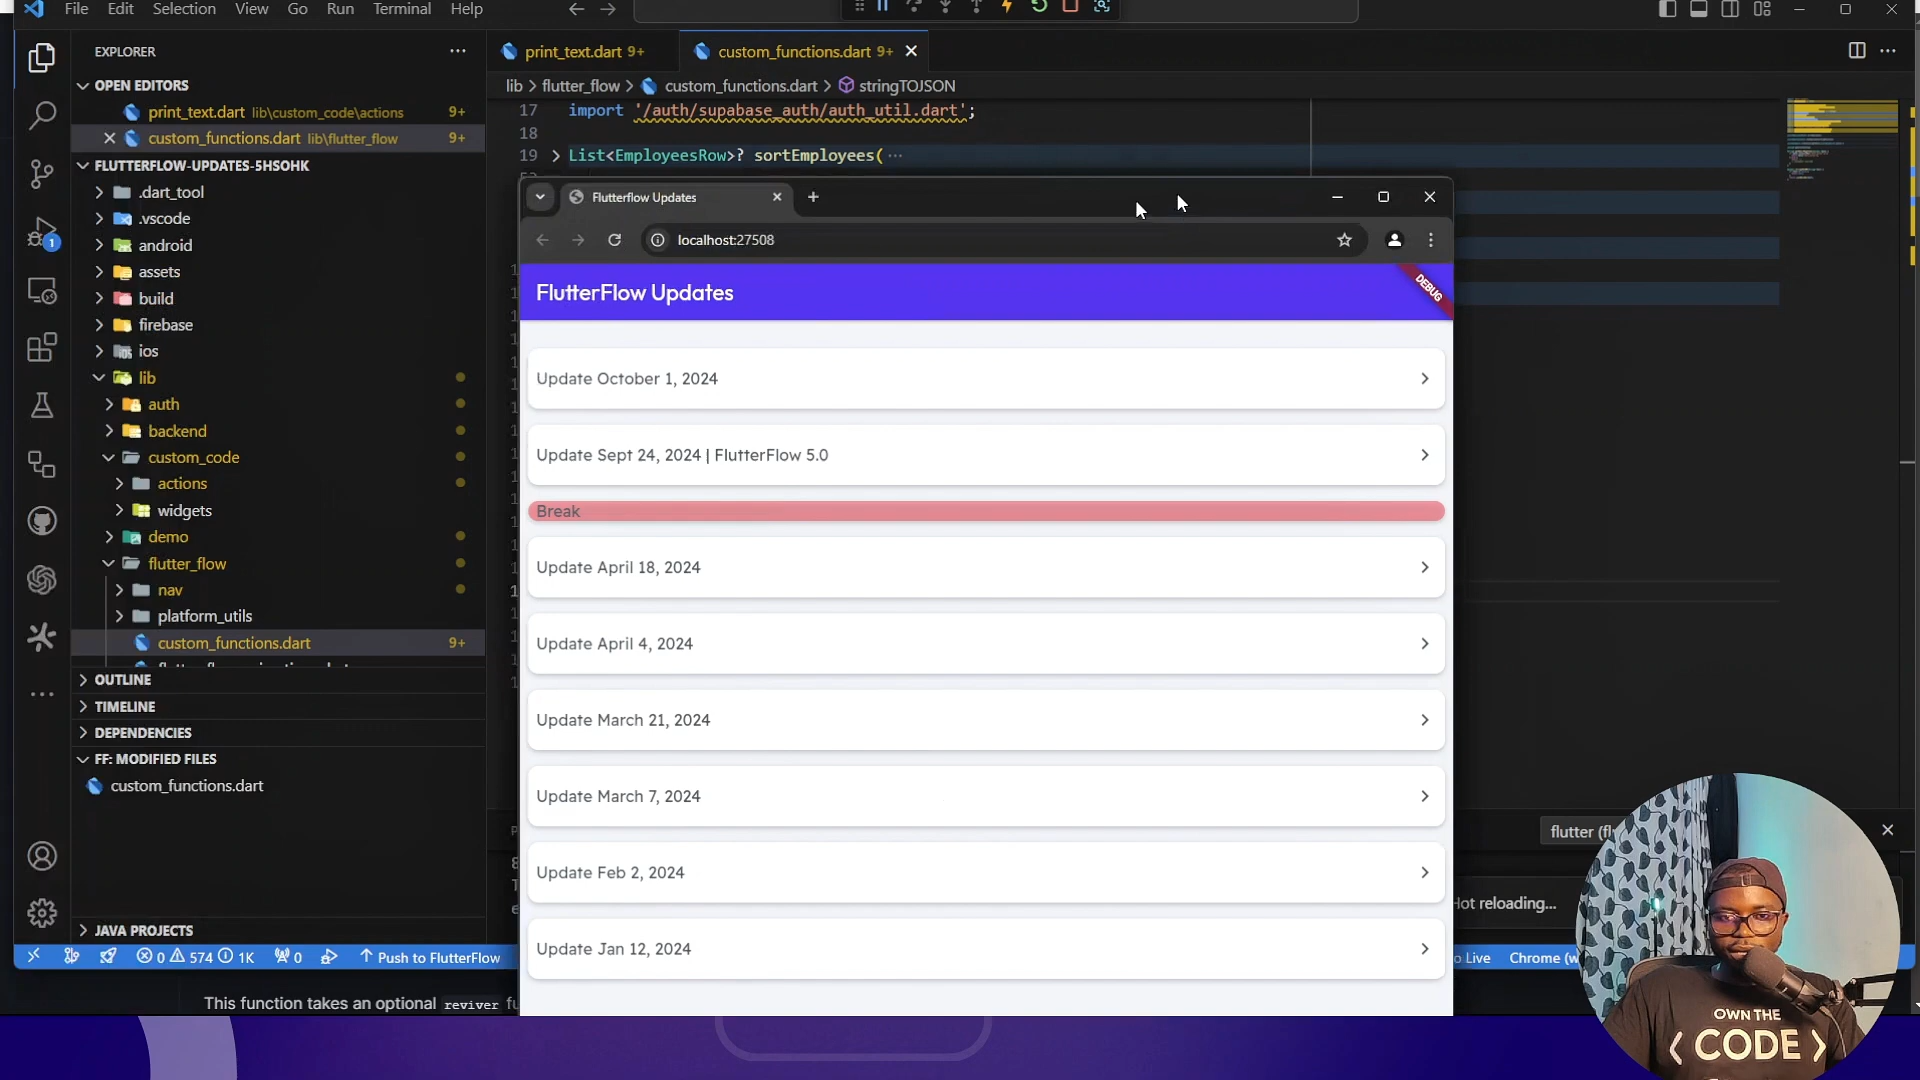 File Edit Selection View Go Run Terminal Help
EXPLORER
OPEN EDITORS
print_text.dart lib\custom_code\actions 9+
custom_functions.dart lib\flutter_flow 9+
FLUTTERFLOW-UPDATES-5HSOHK
.dart_tool
.vscode
android
assets
build
firebase
ios
lib
auth
backend
custom_code
actions
widgets
demo
flutter_flow
nav
platform_utils
custom_functions.dart 9+
OUTLINE
TIMELINE
DEPENDENCIES
FF: MODIFIED FILES
custom_functions.dart
JAVA PROJECTS
1
print_text.dart 9+
custom_functions.dart 9+
lib > flutter_flow > custom_functions.dart > stringTOJSON
17 import '/auth/supabase_auth/auth_util.dart';
18
19 List<EmployeesRow>? sortEmployees( ...
Flutterflow Updates
localhost:27508
FlutterFlow Updates
DEBUG
Update October 1, 2024
Update Sept 24, 2024 | FlutterFlow 5.0
Break
Update April 18, 2024
Update April 4, 2024
Update March 21, 2024
Update March 7, 2024
Update Feb 2, 2024
Update Jan 12, 2024
flutter (fl
Hot reloading...
0 574 1K 0 Push to FlutterFlow
o Live Chrome (w
This function takes an optional reviver fu
OWN THE
< CODE >